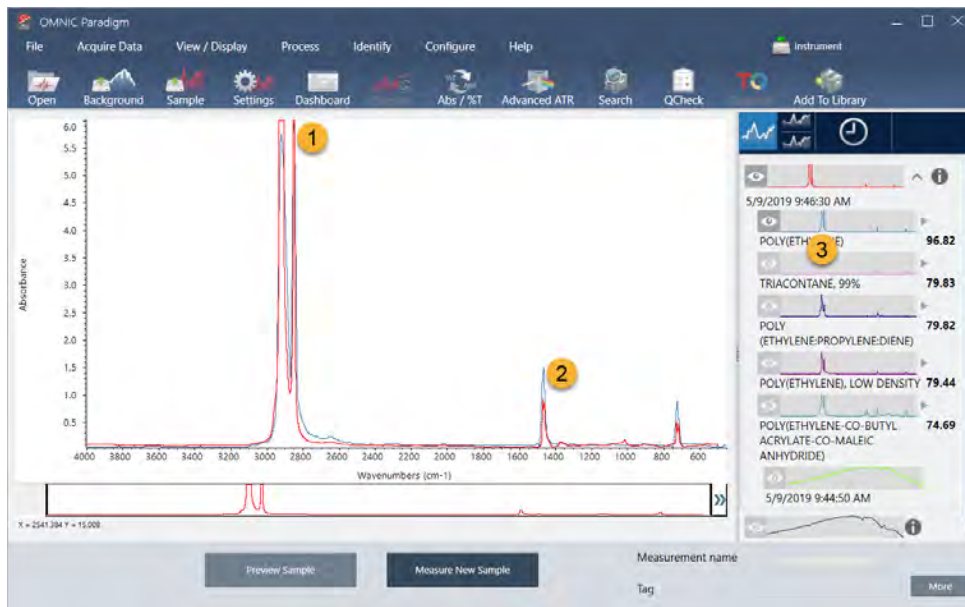 OMNIC Paradigm
File Acquire Data View / Display Process Identify Configure Help Instrument
Open Background Sample Settings Dashboard Abs / %T Advanced ATR Search QCheck Add To Library
6.0
5.5
5.0
4.5
4.0
3.5
3.0
2.5
2.0
1.5
1.0
0.5
Absorbance
1
2
4000 3800 3600 3400 3200 3000 2800 2600 2400 2200 2000 1800 1600 1400 1200 1000 800 600
Wavenumbers (cm-1)
X = 2541.384 Y = 15.008
5/9/2019 9:46:30 AM
POLY(ETHYLENE) 96.82
3
TRIACONTANE, 99% 79.83
POLY 79.82
(ETHYLENE:PROPYLENE:DIENE)
POLY(ETHYLENE), LOW DENSITY 79.44
POLY(ETHYLENE-CO-BUTYL 74.69
ACRYLATE-CO-MALEIC
ANHYDRIDE)
5/9/2019 9:44:50 AM
Preview Sample Measure New Sample
Measurement name
Tag
More